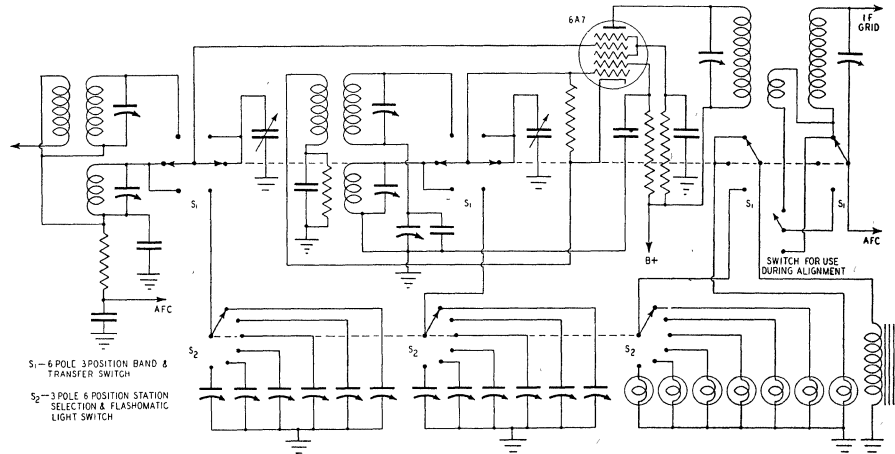 6A7
IF
GRID
S1
S1
S1
S1
AFC
B+
SWITCH FOR USE
DURING ALIGNMENT
AFC
S2
S2
S2
S1—6 POLE 3 POSITION BAND &
TRANSFER SWITCH
S2—3 POLE 6 POSITION STATION
SELECTION & FLASHOMATIC
LIGHT SWITCH